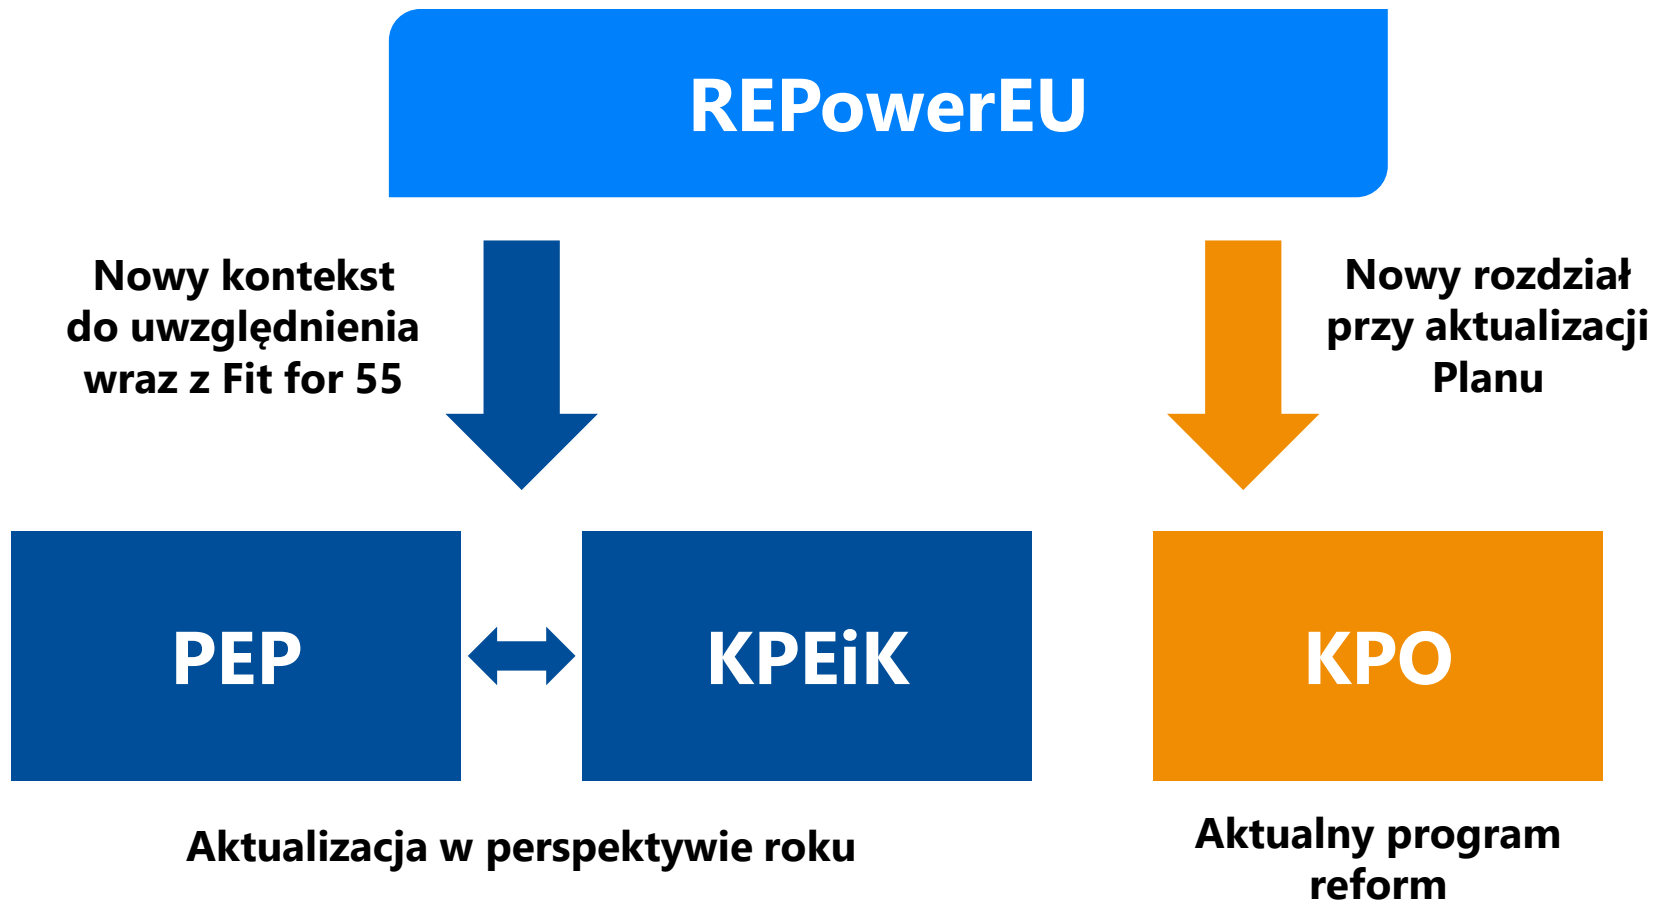 REPowerEU
Nowy kontekst
do uwzględnienia
wraz z Fit for 55
Nowy rozdział
przy aktualizacji
Planu
PEP
KPEiK
KPO
Aktualizacja w perspektywie roku
Aktualny program
reform